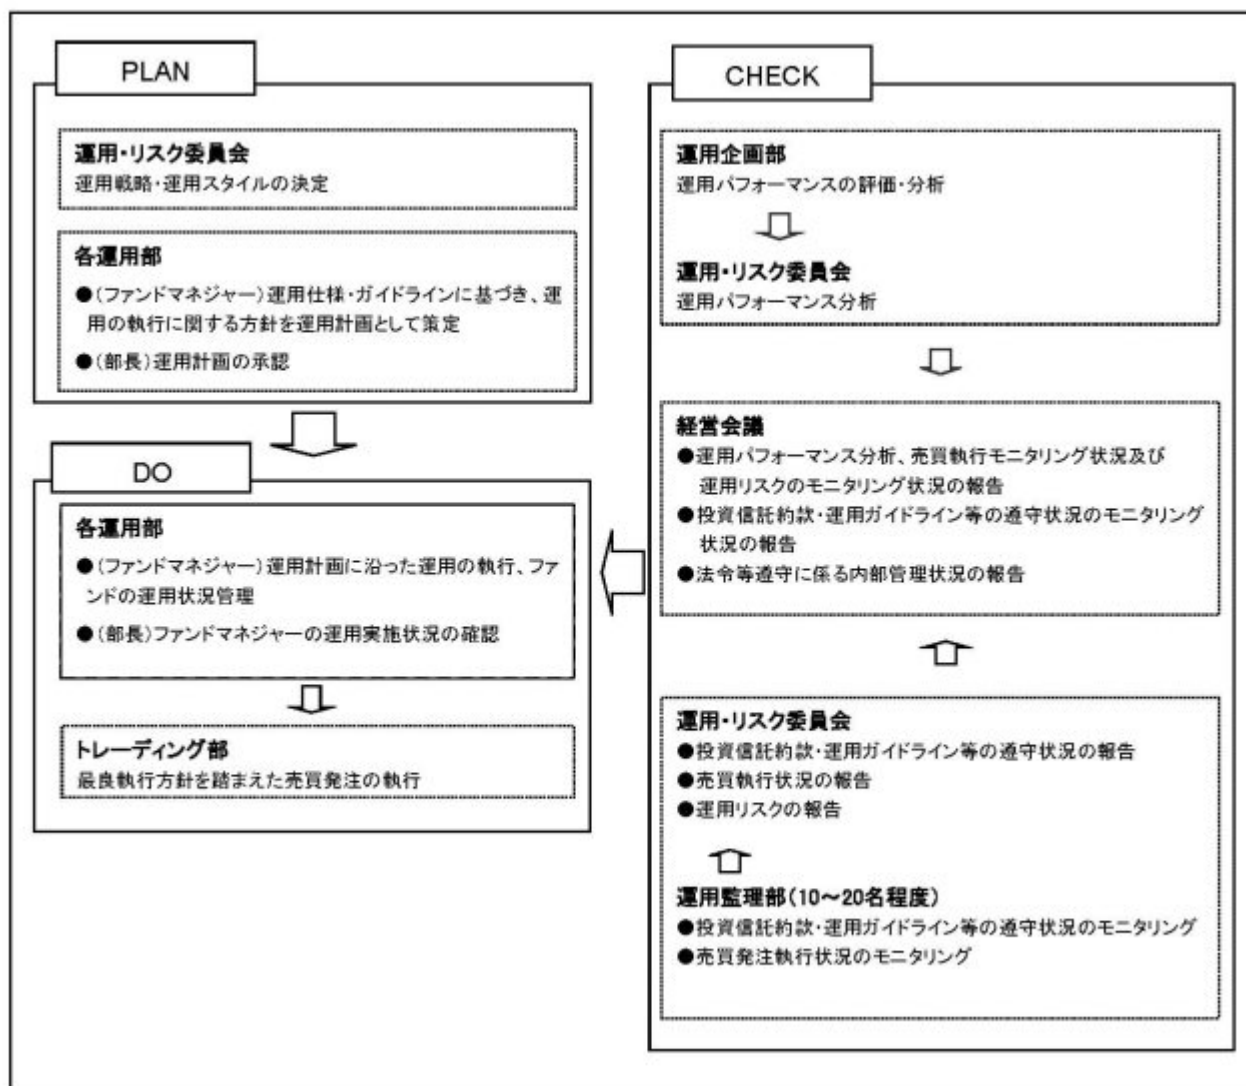 PLAN
運用・リスク委員会
運用戦略・運用スタイルの決定
各運用部
●(ファンドマネジャー)運用仕様・ガイドラインに基づき、運
用の執行に関する方針を運用計画として策定
●(部長)運用計画の承認
DO
各運用部
●(ファンドマネジャー)運用計画に沿った運用の執行、ファ
ンドの運用状況管理
●(部長)ファンドマネジャーの運用実施状況の確認
トレーディング部
最良執行方針を踏まえた売買発注の執行
CHECK
運用企画部
運用パフォーマンスの評価・分析
運用・リスク委員会
運用パフォーマンス分析
経営会議
●運用パフォーマンス分析、売買執行モニタリング状況及び
運用リスクのモニタリング状況の報告
●投資信託約款・運用ガイドライン等の遵守状況のモニタリング
状況の報告
●法令等遵守に係る内部管理状況の報告
運用・リスク委員会
●投資信託約款・運用ガイドライン等の遵守状況の報告
●売買執行状況の報告
●運用リスクの報告
運用監理部(10~20名程度)
●投資信託約款・運用ガイドライン等の遵守状況のモニタリング
●売買発注執行状況のモニタリング